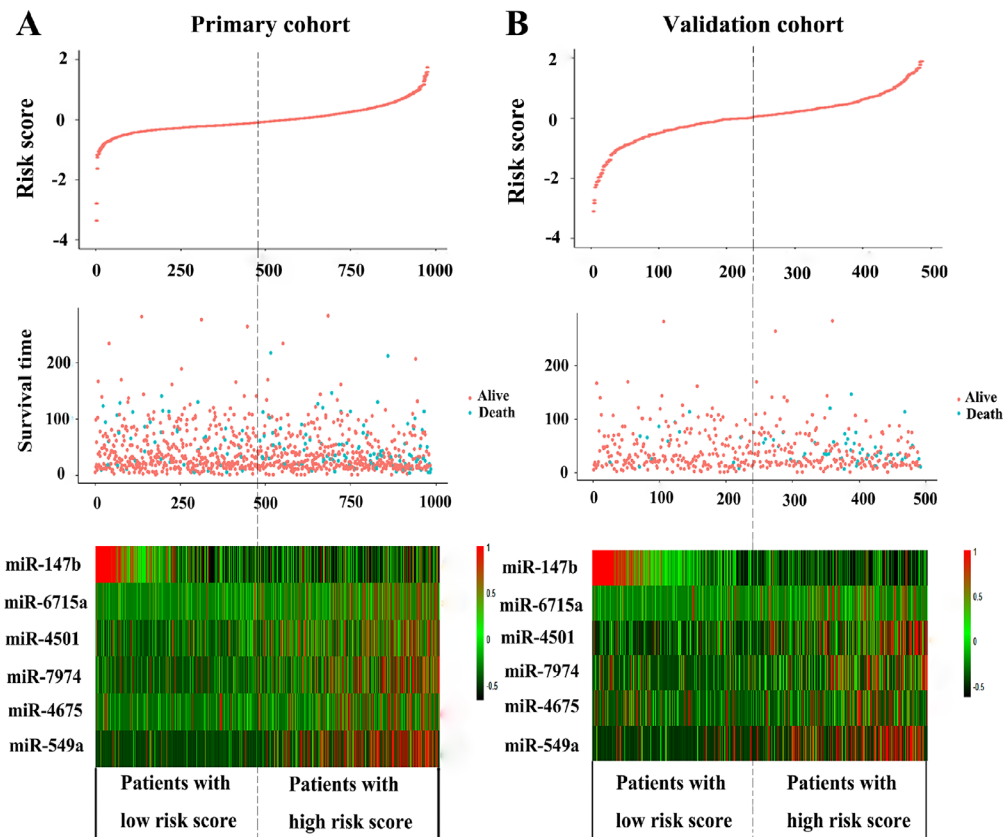 A
Primary cohort
Risk score
2
0
-2
-4
0 250 500 750 1000
Survival time
200
100
0
0 250 500 750 1000
Alive
Death
miR-147b
miR-6715a
miR-4501
miR-7974
miR-4675
miR-549a
1
0.5
0
-0.5
Patients with
low risk score
Patients with
high risk score
B
Validation cohort
Risk score
2
0
-2
-4
0 100 200 300 400 500
200
100
0
0 100 200 300 400 500
Alive
Death
miR-147b
miR-6715a
miR-4501
miR-7974
miR-4675
miR-549a
1
0.5
0
-0.5
Patients with
low risk score
Patients with
high risk score